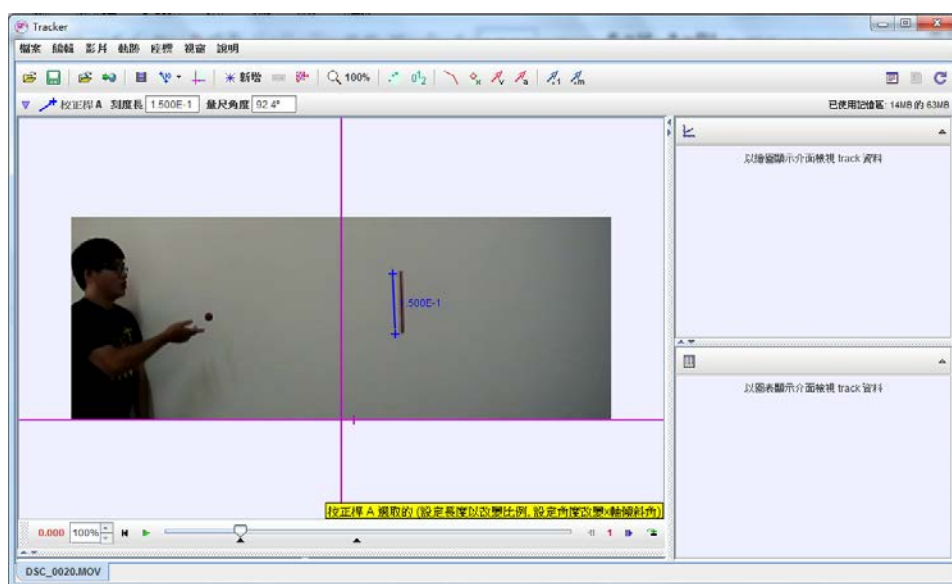 Tracker
檔案 編輯 影片 軌跡 座標 視窗 說明
新增 100%
校正桿 A 刻度長 1.500E-1 量尺角度 92.4° 已使用記憶區: 14MB 的 63MB
以繪圖顯示介面檢視 track 資料
.500E-1
以圖表顯示介面檢視 track 資料
校正桿 A 選取的 (設定長度以改變比例, 設定角度改變x軸傾斜角)
0.000 100% 1
DSC_0020.MOV